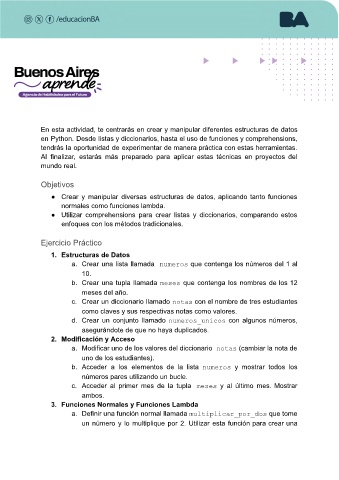 /educacionBA
BA
Buenos Aires
aprende
Agencia de Habilidades para el Futuro
En esta actividad, te centrarás en crear y manipular diferentes estructuras de datos
en Python. Desde listas y diccionarios, hasta el uso de funciones y comprehensions,
tendrás la oportunidad de experimentar de manera práctica con estas herramientas.
Al finalizar, estarás más preparado para aplicar estas técnicas en proyectos del
mundo real.
Objetivos
● Crear y manipular diversas estructuras de datos, aplicando tanto funciones
normales como funciones lambda.
● Utilizar comprehensions para crear listas y diccionarios, comparando estos
enfoques con los métodos tradicionales.
Ejercicio Práctico
1. Estructuras de Datos
a. Crear una lista llamada numeros que contenga los números del 1 al
10.
b. Crear una tupla llamada meses que contenga los nombres de los 12
meses del año.
c. Crear un diccionario llamado notas con el nombre de tres estudiantes
como claves y sus respectivas notas como valores.
d. Crear un conjunto llamado numeros_unicos con algunos números,
asegurándote de que no haya duplicados.
2. Modificación y Acceso
a. Modificar uno de los valores del diccionario notas (cambiar la nota de
uno de los estudiantes).
b. Acceder a los elementos de la lista numeros y mostrar todos los
números pares utilizando un bucle.
c. Acceder al primer mes de la tupla meses y al último mes. Mostrar
ambos.
3. Funciones Normales y Funciones Lambda
a. Definir una función normal llamada multiplicar_por_dos que tome
un número y lo multiplique por 2. Utilizar esta función para crear una